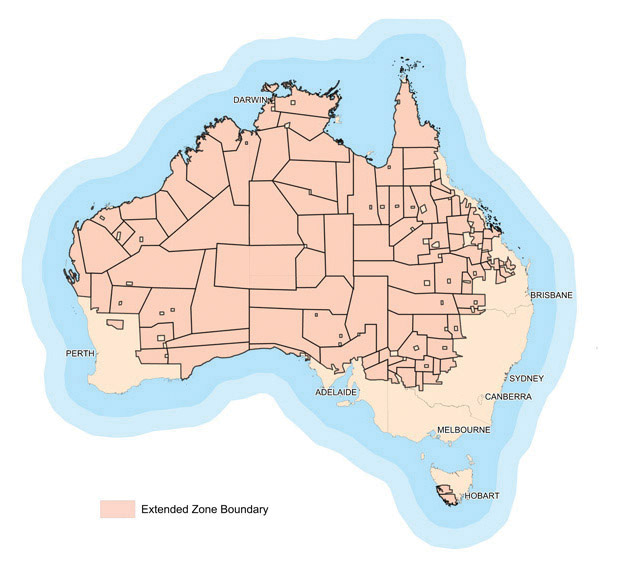 DARWIN
BRISBANE
PERTH
SYDNEY
ADELAIDE
CANBERRA
MELBOURNE
HOBART
Extended Zone Boundary